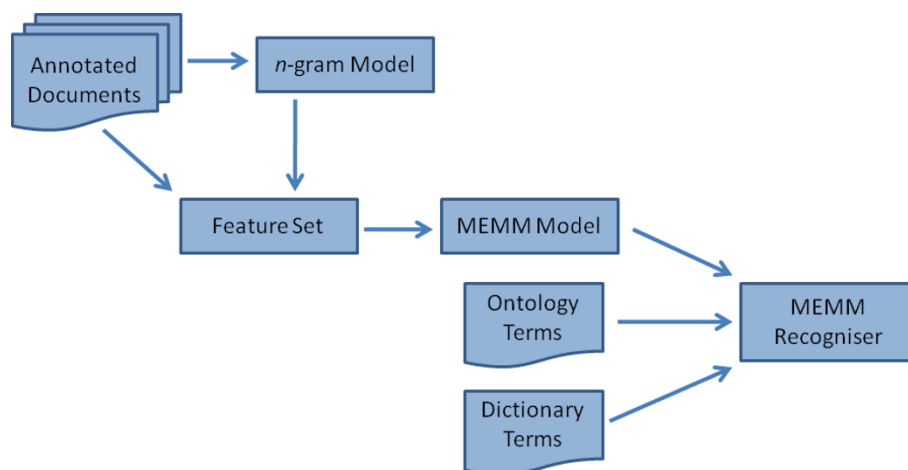 Annotated
Documents
n-gram Model
Feature Set
MEMM Model
Ontology
Terms
MEMM
Recogniser
Dictionary
Terms